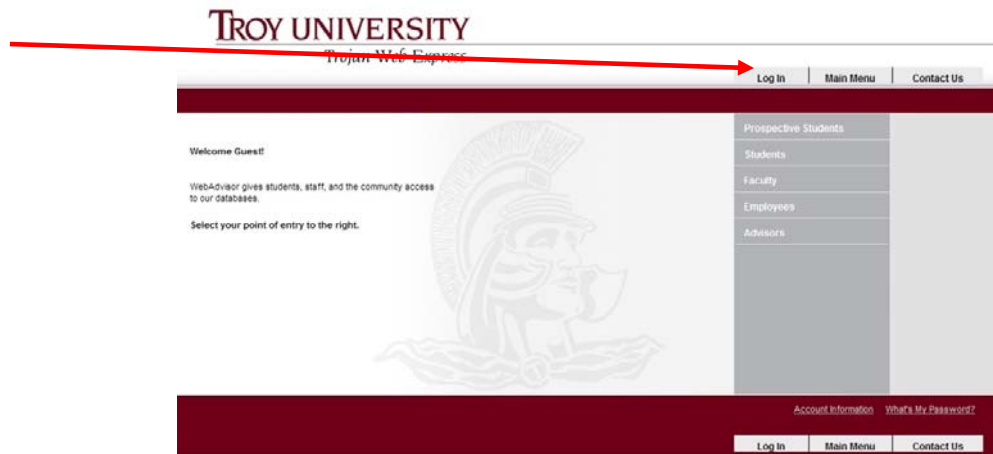 TROY UNIVERSITY
Trojan Web Express
Log In Main Menu Contact Us
Prospective Students
Students
Faculty
Employees
Advisors
Welcome Guest!
WebAdvisor gives students, staff, and the community access
to our databases.
Select your point of entry to the right.
Account Information What's My Password?
Log In Main Menu Contact Us